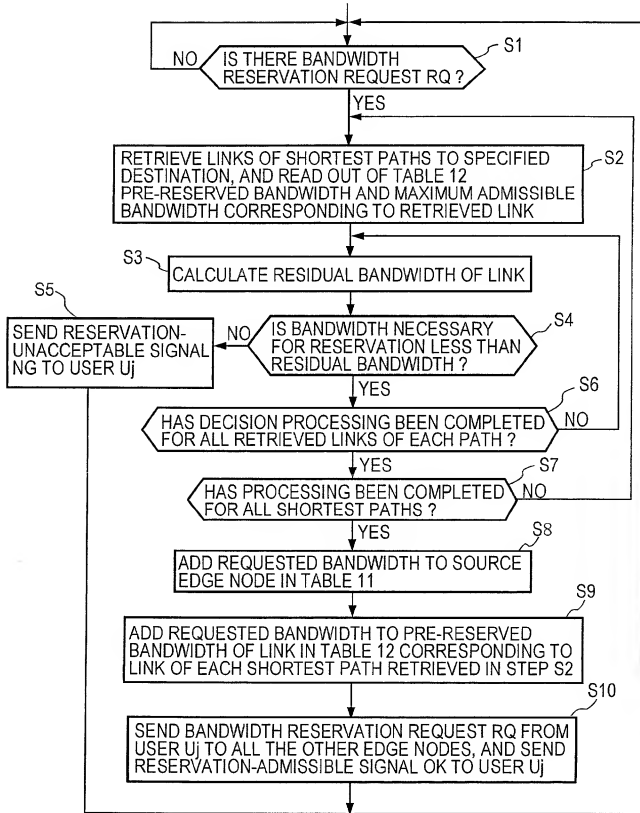 S1
NO
IS THERE BANDWIDTH
RESERVATION REQUEST RQ ?
YES
S2
RETRIEVE LINKS OF SHORTEST PATHS TO SPECIFIED
DESTINATION, AND READ OUT OF TABLE 12
PRE-RESERVED BANDWIDTH AND MAXIMUM ADMISSIBLE
BANDWIDTH CORRESPONDING TO RETRIEVED LINK
S3
CALCULATE RESIDUAL BANDWIDTH OF LINK
S5
SEND RESERVATION-
UNACCEPTABLE SIGNAL
NG TO USER Uj
NO
S4
IS BANDWIDTH NECESSARY
FOR RESERVATION LESS THAN
RESIDUAL BANDWIDTH ?
YES
S6
HAS DECISION PROCESSING BEEN COMPLETED
FOR ALL RETRIEVED LINKS OF EACH PATH ?
NO
YES
S7
HAS PROCESSING BEEN COMPLETED
FOR ALL SHORTEST PATHS ?
NO
YES
S8
ADD REQUESTED BANDWIDTH TO SOURCE
EDGE NODE IN TABLE 11
S9
ADD REQUESTED BANDWIDTH TO PRE-RESERVED
BANDWIDTH OF LINK IN TABLE 12 CORRESPONDING TO
LINK OF EACH SHORTEST PATH RETRIEVED IN STEP S2
S10
SEND BANDWIDTH RESERVATION REQUEST RQ FROM
USER Uj TO ALL THE OTHER EDGE NODES, AND SEND
RESERVATION-ADMISSIBLE SIGNAL OK TO USER Uj